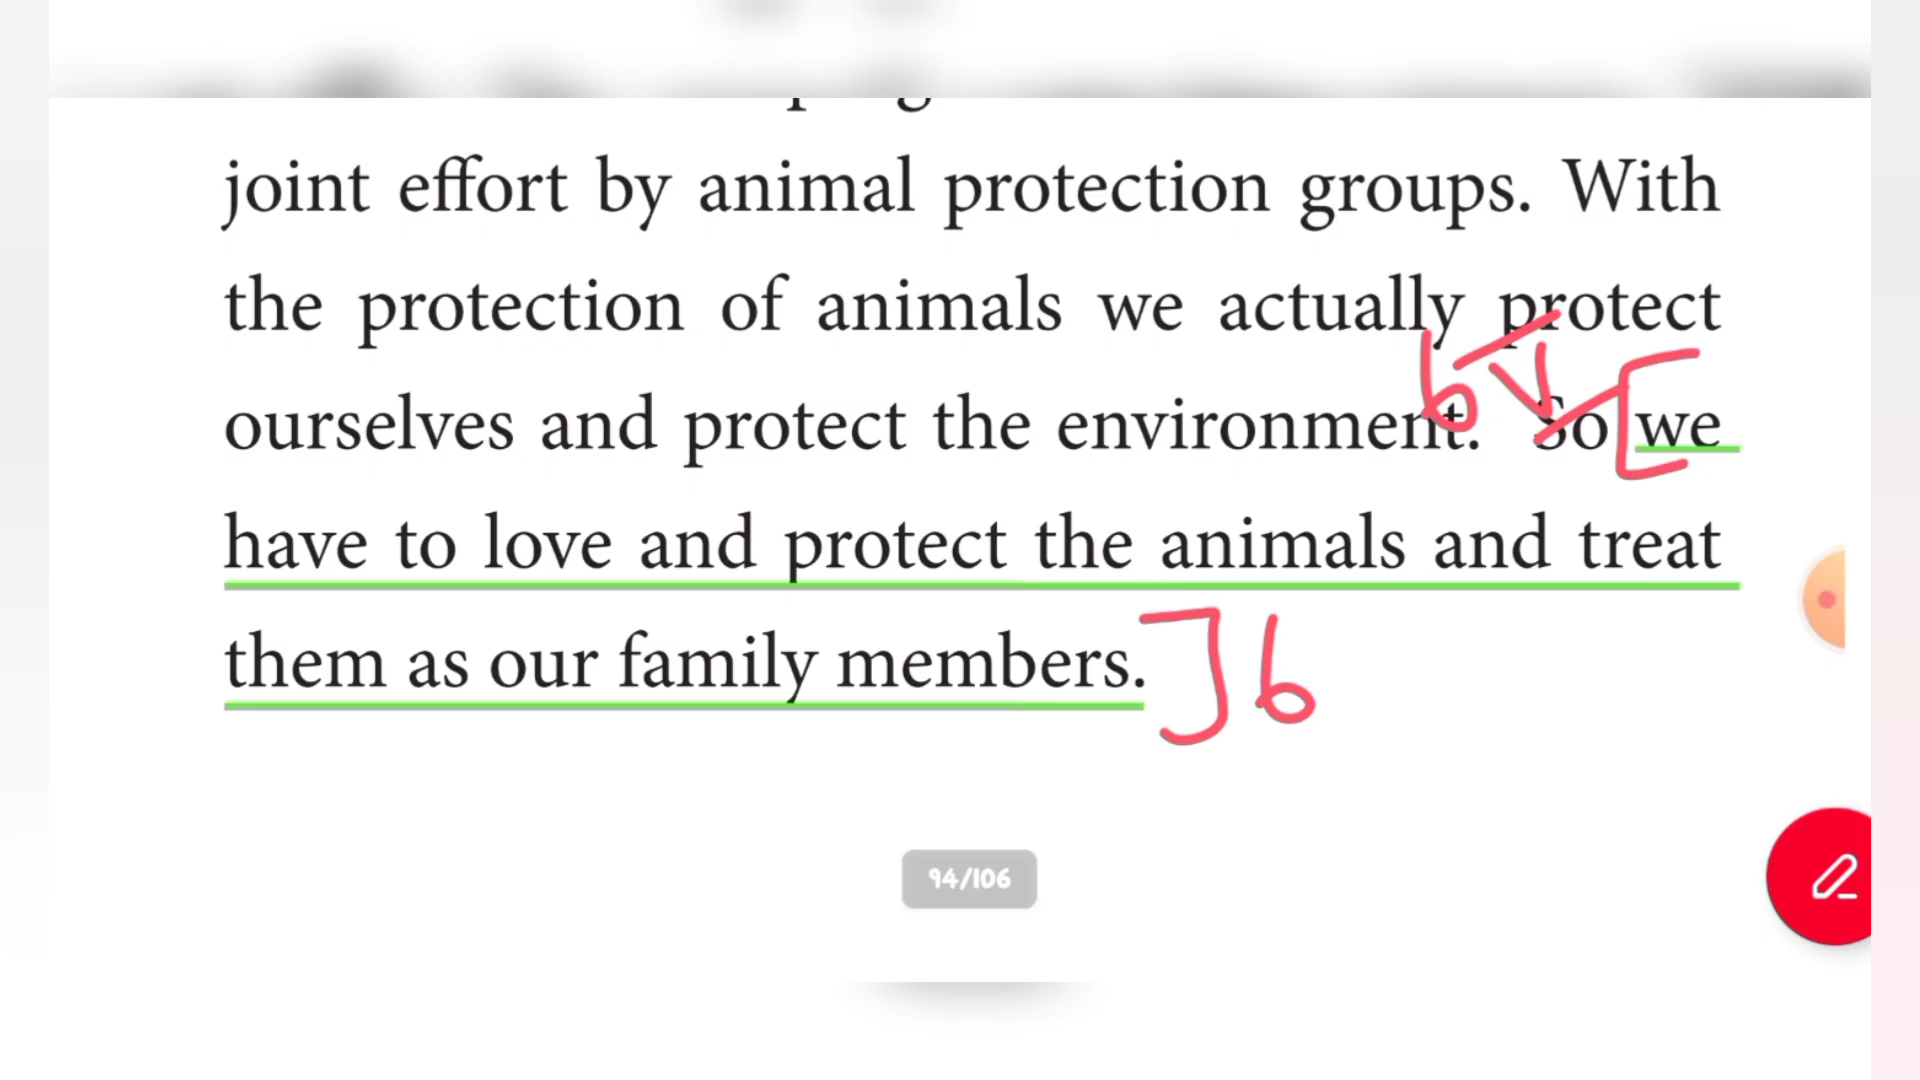 joint effort by animal protection groups. With
the protection of animals we actually protect
ourselves and protect the environment. So [we
have to love and protect the animals and treat
them as our family members.] 6
94/106